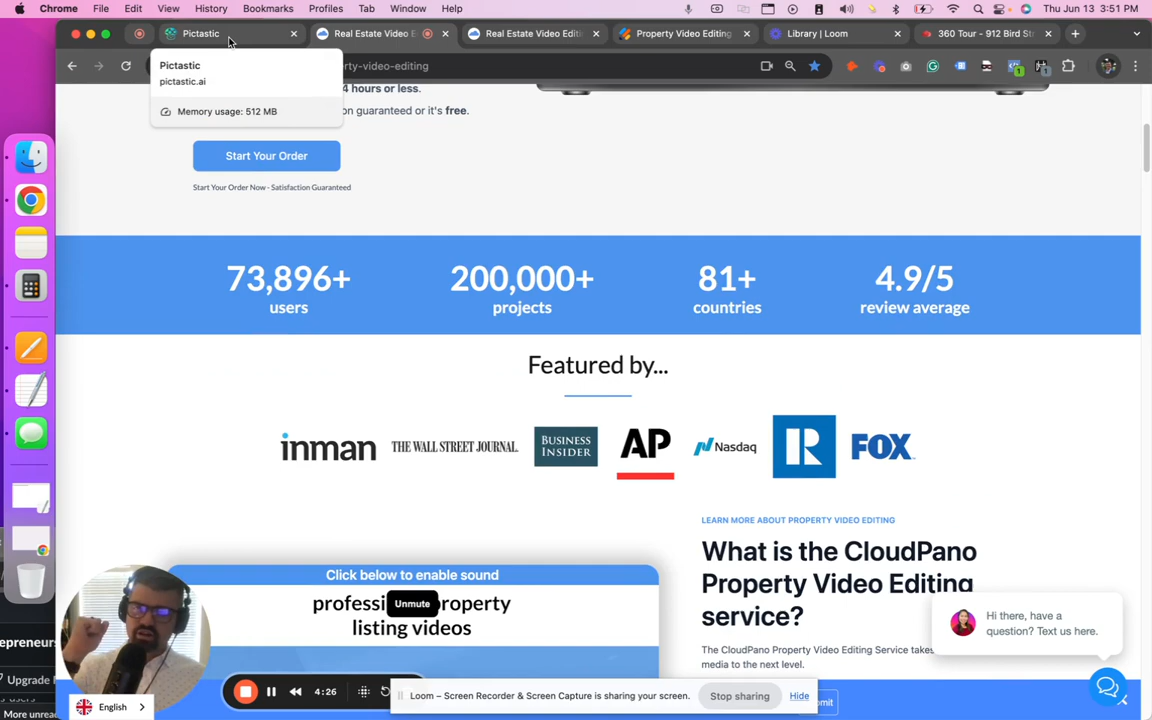 Chrome File Edit View History Bookmarks Profiles Tab Window Help Thu Jun 13 3:51 PM
Pictastic Real Estate Video E Real Estate Video Editi Property Video Editing Library | Loom 360 Tour - 912 Bird St
Pictastic
pictastic.ai
Memory usage: 512 MB
rty-video-editing
4 hours or less.
on guaranteed or it's free.
Start Your Order
Start Your Order Now - Satisfaction Guaranteed
73,896+ 200,000+ 81+ 4.9/5
users projects countries review average
Featured by...
inman THE WALL STREET JOURNAL. BUSINESS INSIDER AP Nasdaq R FOX
LEARN MORE ABOUT PROPERTY VIDEO EDITING
What is the CloudPano
Property Video Editing
service?
The CloudPano Property Video Editing Service takes
media to the next level.
Click below to enable sound
professi Unmute roperty
listing videos
Hi there, have a
question? Text us here.
epreneurs
Upgrade
More unread
4:26
Loom – Screen Recorder & Screen Capture is sharing your screen. Stop sharing Hide
omit
English